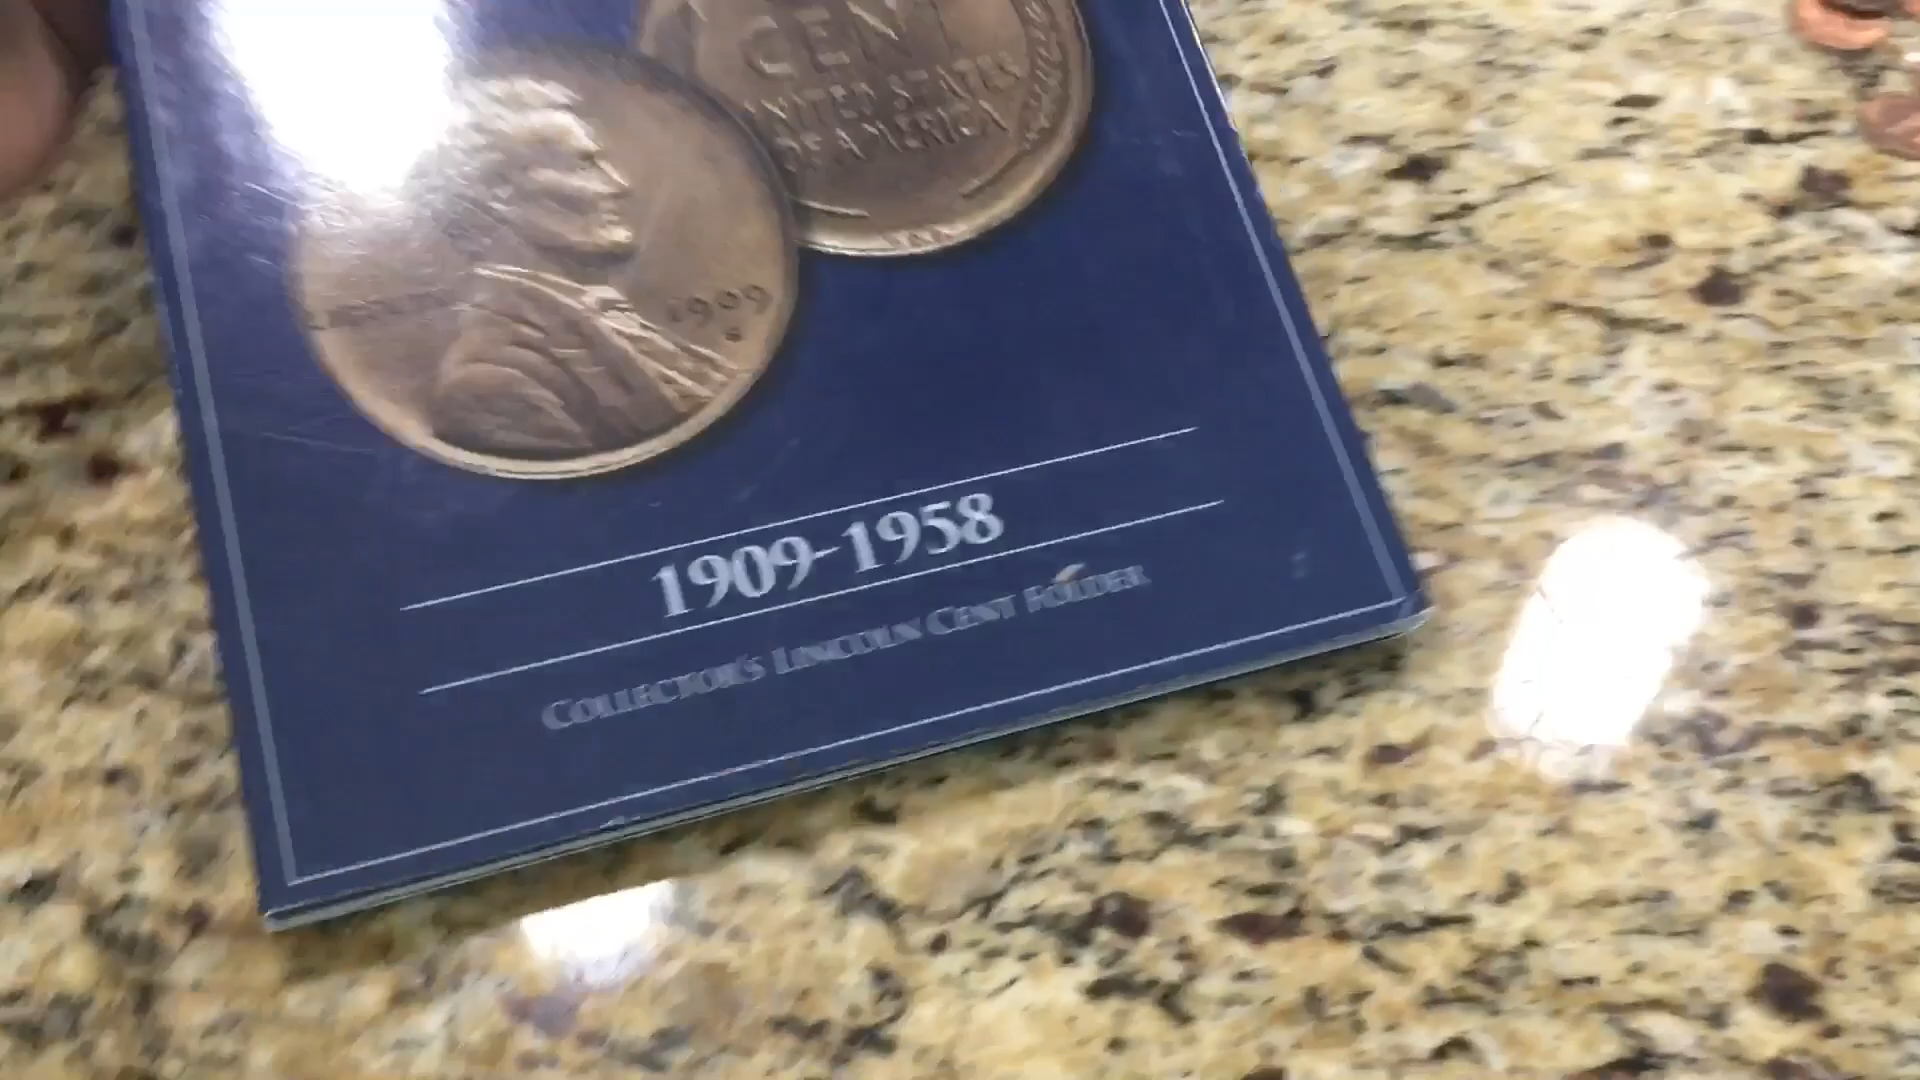 CENT
UNITED STATES
OF AMERICA
LIBERTY
1909
S
1909-1958
COLLECTOR'S LINCOLN CENT FOLDER